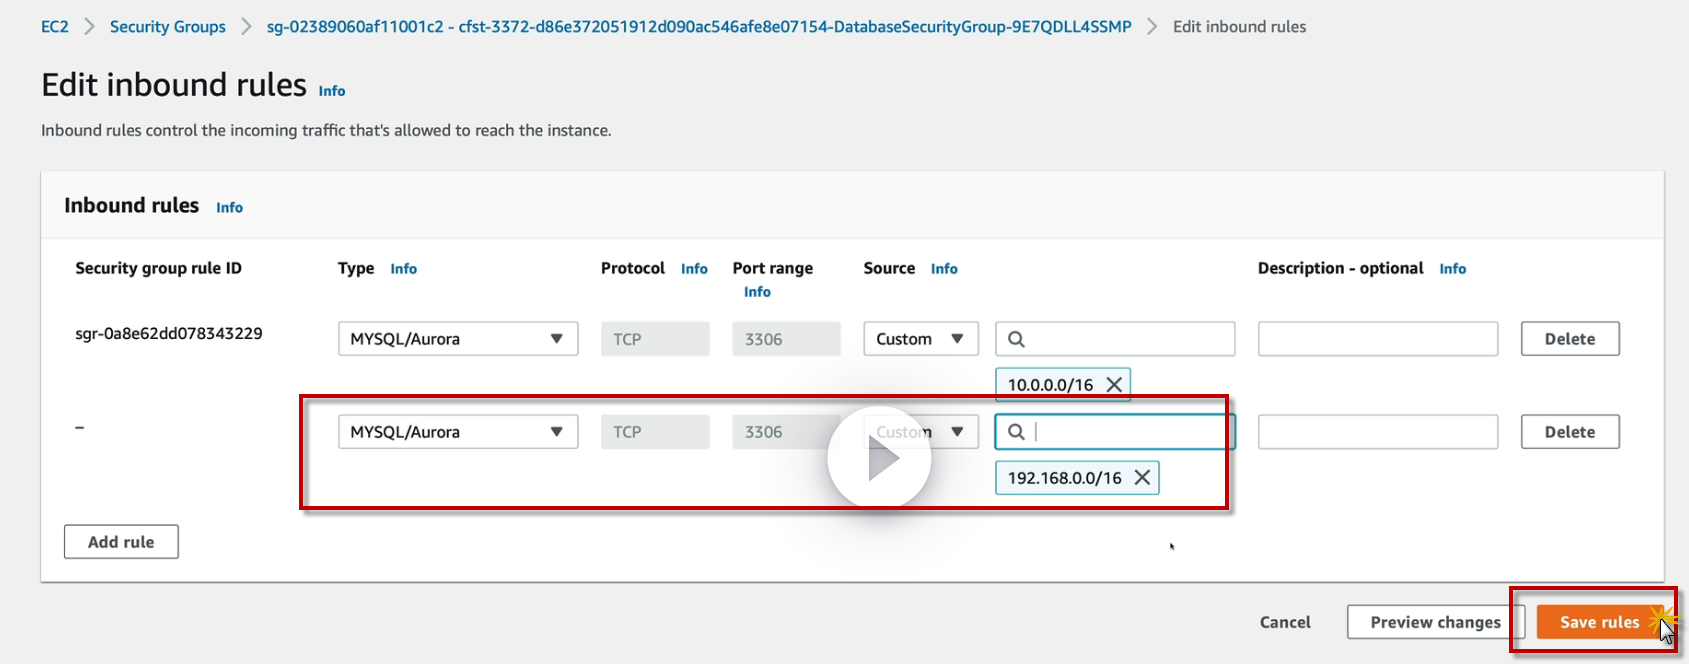 EC2 > Security Groups > sg-02389060af11001c2 - cfst-3372-d86e372051912d090ac546afe8e07154-DatabaseSecurityGroup-9E7QDLL4SSMP > Edit inbound rules
Edit inbound rules Info
Inbound rules control the incoming traffic that's allowed to reach the instance.
Inbound rules Info
Security group rule ID Type Info Protocol Info Port range Info Source Info Description - optional Info
sgr-0a8e62dd078343229 MYSQL/Aurora TCP 3306 Custom Delete
10.0.0.0/16
– MYSQL/Aurora TCP 3306 Custom Delete
192.168.0.0/16
Add rule
Cancel Preview changes Save rules